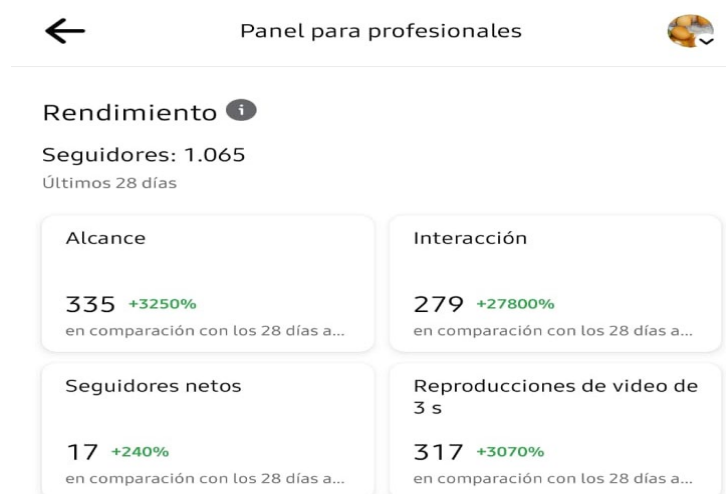 Panel para profesionales
Rendimiento
Seguidores: 1.065
Últimos 28 días
Alcance
335 +3250%
en comparación con los 28 días a...
Interacción
279 +27800%
en comparación con los 28 días a...
Seguidores netos
17 +240%
en comparación con los 28 días a...
Reproducciones de video de
3 s
317 +3070%
en comparación con los 28 días a...